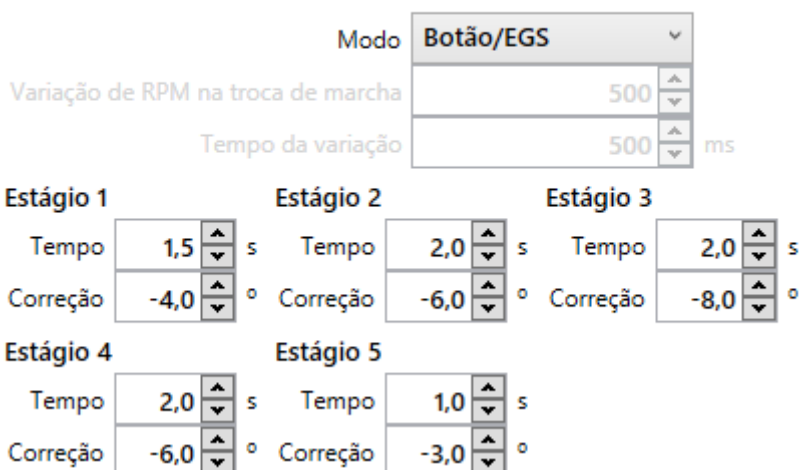 Modo Botão/EGS
Variação de RPM na troca de marcha 500
Tempo da variação 500 ms
Estágio 1 Estágio 2 Estágio 3
Tempo 1,5 s Tempo 2,0 s Tempo 2,0 s
Correção -4,0 º Correção -6,0 º Correção -8,0 º
Estágio 4 Estágio 5
Tempo 2,0 s Tempo 1,0 s
Correção -6,0 º Correção -3,0 º